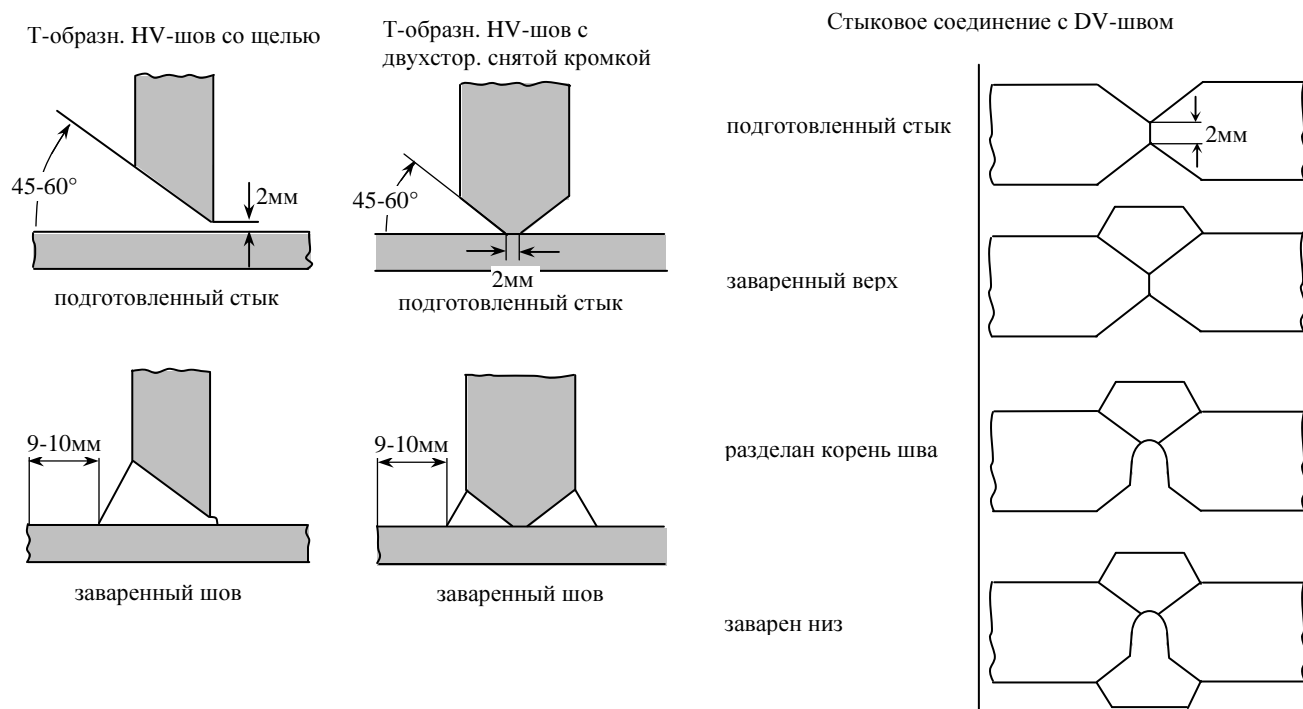 Т-образн. HV-шов со щелью
45-60°
2мм
подготовленный стык
9-10мм
заваренный шов
Т-образн. HV-шов с
двухстор. снятой кромкой
45-60°
2мм
подготовленный стык
9-10мм
заваренный шов
Стыковое соединение с DV-швом
подготовленный стык
2мм
заваренный верх
разделан корень шва
заварен низ